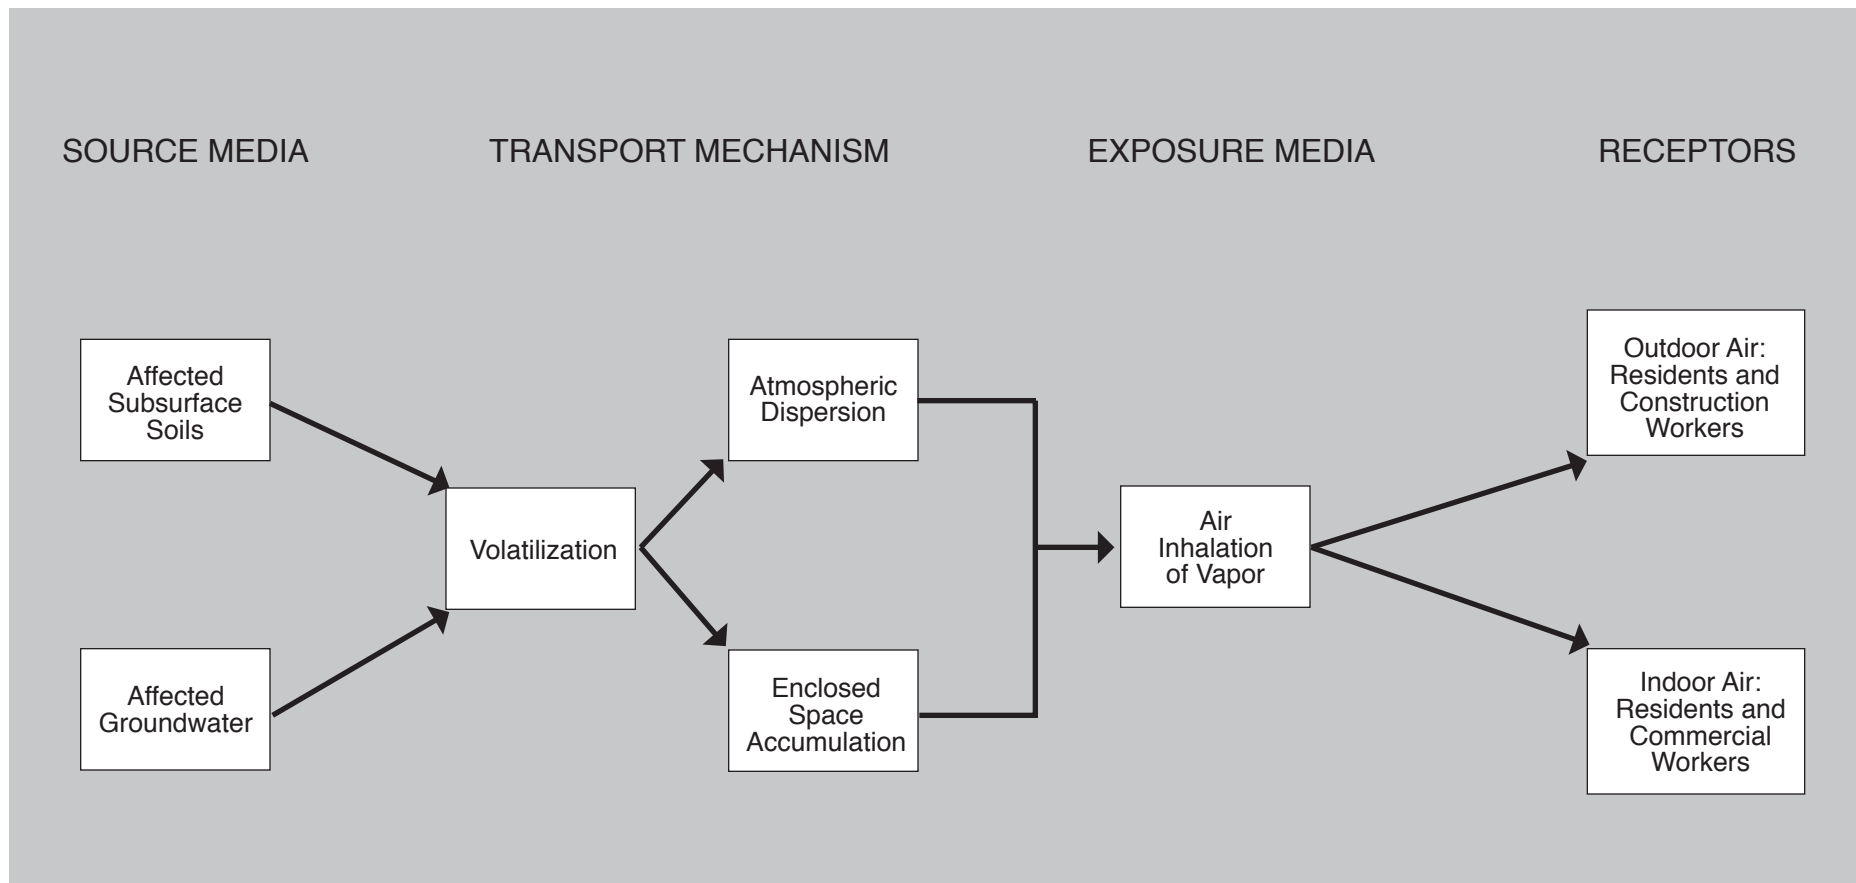 SOURCE MEDIA
TRANSPORT MECHANISM
EXPOSURE MEDIA
RECEPTORS
Affected
Subsurface
Soils
Affected
Groundwater
Volatilization
Atmospheric
Dispersion
Enclosed
Space
Accumulation
Air
Inhalation
of Vapor
Outdoor Air:
Residents and
Construction
Workers
Indoor Air:
Residents and
Commercial
Workers